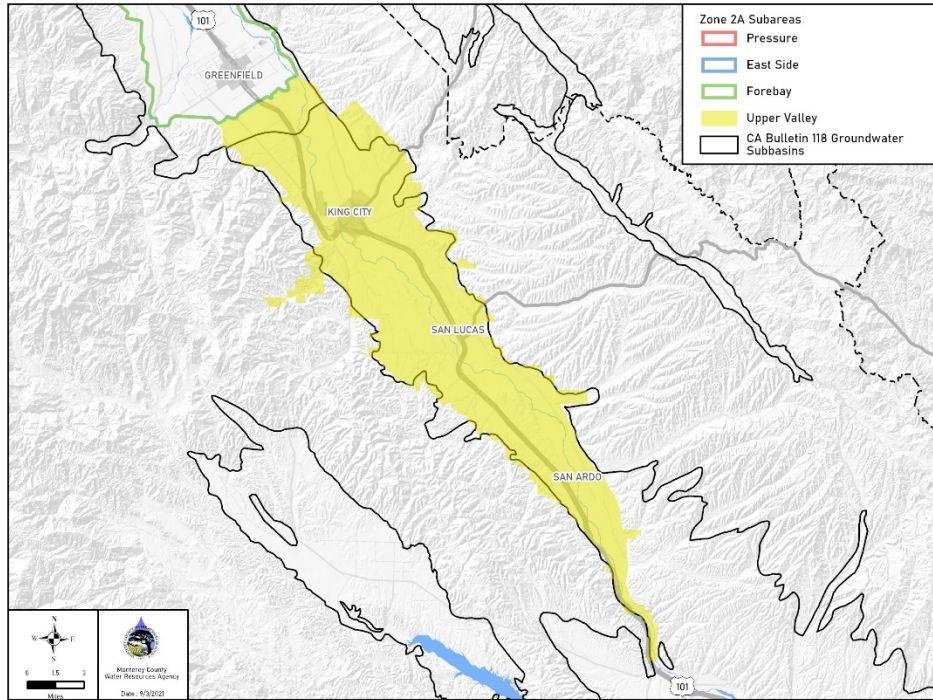 101
GREENFIELD
KING CITY
SAN LUCAS
SAN ARDO
101
Zone 2A Subareas
Pressure
East Side
Forebay
Upper Valley
CA Bulletin 118 Groundwater
Subbasins
N
W E
S
0 1.5 3
Miles
Monterey County
Water Resources Agency
Date: 9/3/2021